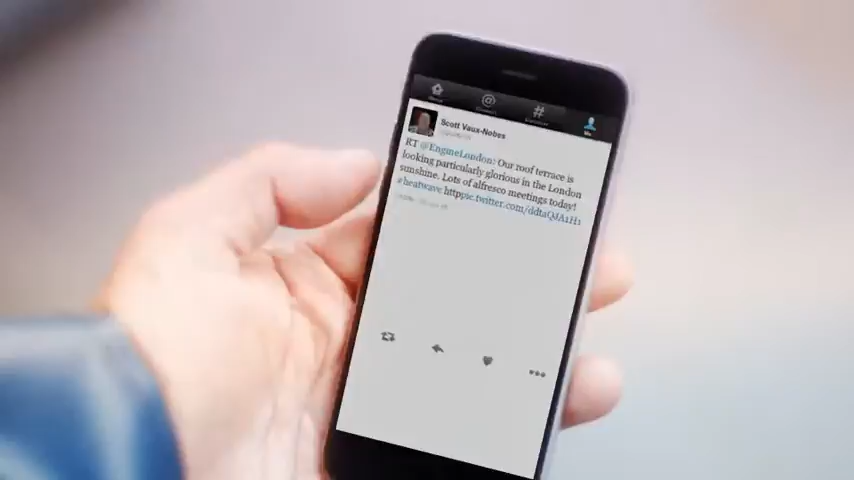 Scott Vaux-Nobes
RT @EngineLondon: Our roof terrace is
looking particularly glorious in the London
sunshine. Lots of alfresco meetings today!
#heatwave httppic.twitter.com/ddtaQJA1H1